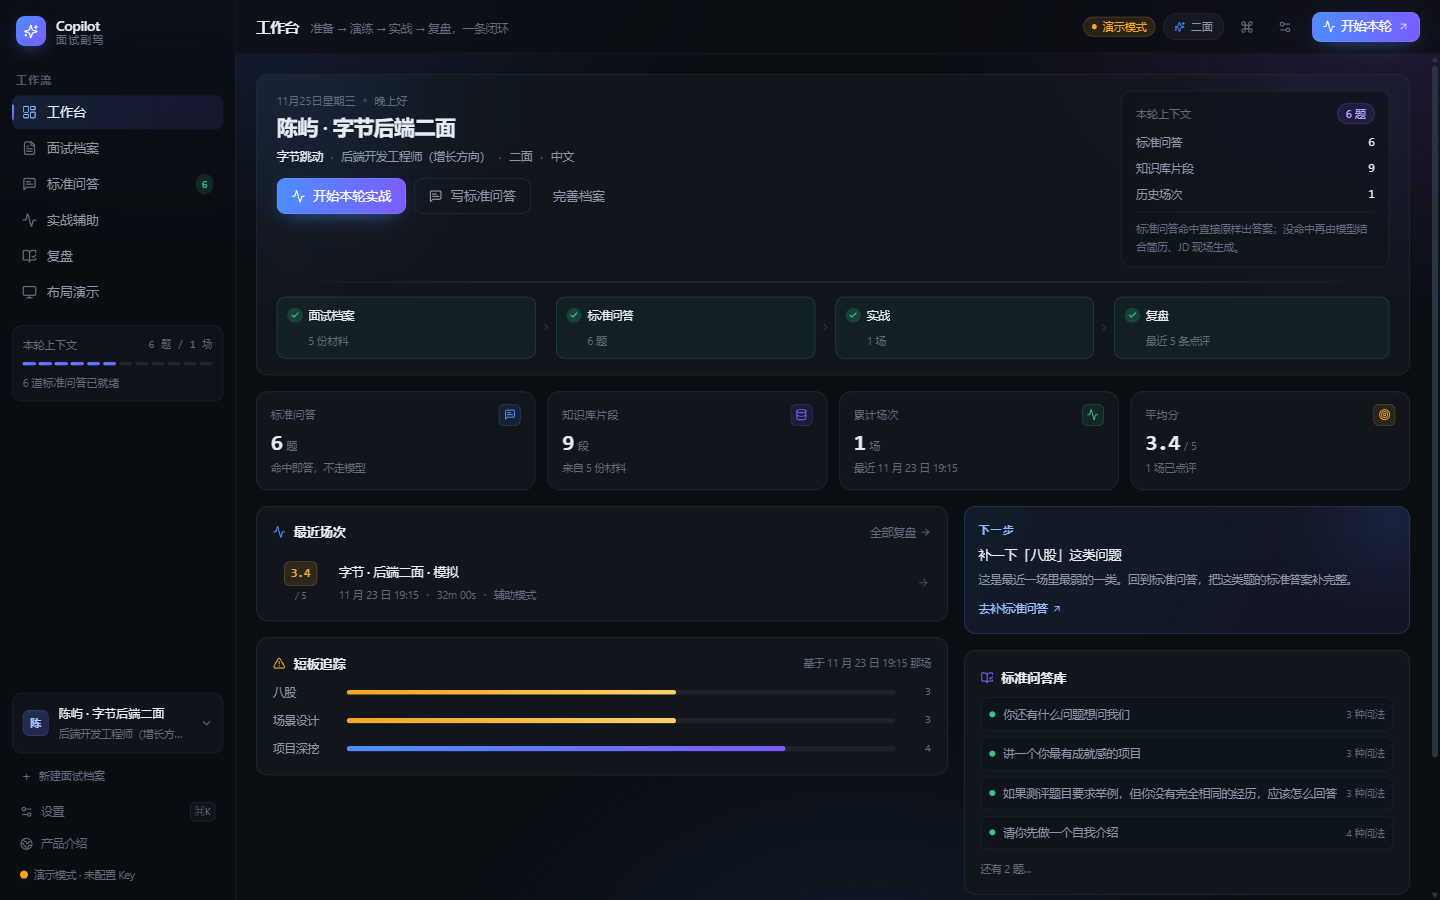 Copilot
面试副驾
工作流
工作台
面试档案
标准问答
6
实战辅助
复盘
布局演示
本轮上下文
6 题 / 1 场
6 道标准问答已就绪
陈
陈屿 · 字节后端二面
后端开发工程师（增长方...
+ 新建面试档案
设置
⌘K
产品介绍
演示模式 · 未配置 Key
工作台
准备 → 演练 → 实战 → 复盘，一条闭环
演示模式
二面
⌘
开始本轮
11月25日星期三 • 晚上好
陈屿 · 字节后端二面
字节跳动 · 后端开发工程师（增长方向） · 二面 · 中文
开始本轮实战
写标准问答
完善档案
本轮上下文
6 题
标准问答
6
知识库片段
9
历史场次
1
标准问答命中直接原样出答案；没命中再由模型结
合简历、JD 现场生成。
面试档案
5 份材料
标准问答
6 题
实战
1 场
复盘
最近 5 条点评
标准问答
6 题
命中即答，不走模型
知识库片段
9 段
来自 5 份材料
累计场次
1 场
最近 11 月 23 日 19:15
平均分
3.4 / 5
1 场已点评
最近场次
全部复盘 →
3.4
/ 5
字节 · 后端二面 · 模拟
11 月 23 日 19:15 · 32m 00s · 辅助模式
→
短板追踪
基于 11 月 23 日 19:15 那场
八股
3
场景设计
3
项目深挖
4
下一步
补一下「八股」这类问题
这是最近一场里最弱的一类。回到标准问答，把这类题的标准答案补完整。
去补标准问答
标准问答库
你还有什么问题想问我们
3 种问法
讲一个你最有成就感的项目
3 种问法
如果测评题目要求举例，但你没有完全相同的经历，应该怎么回答
3 种问法
请你先做一个自我介绍
4 种问法
还有 2 题...